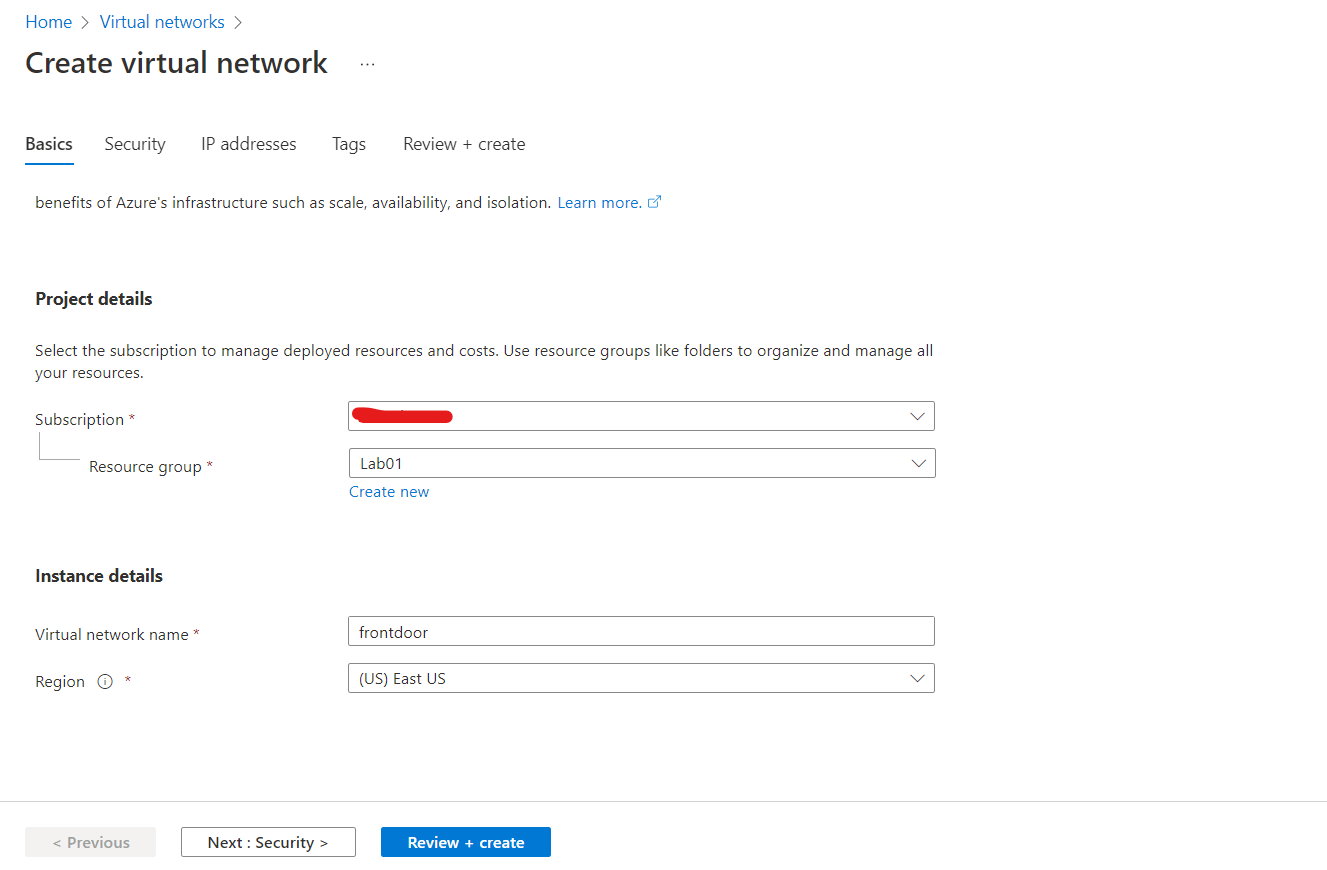 Home > Virtual networks >
Create virtual network ...
Basics Security IP addresses Tags Review + create
benefits of Azure's infrastructure such as scale, availability, and isolation. Learn more.
Project details
Select the subscription to manage deployed resources and costs. Use resource groups like folders to organize and manage all
your resources.
Subscription *
Resource group * Lab01
Create new
Instance details
Virtual network name * frontdoor
Region * (US) East US
< Previous Next : Security > Review + create